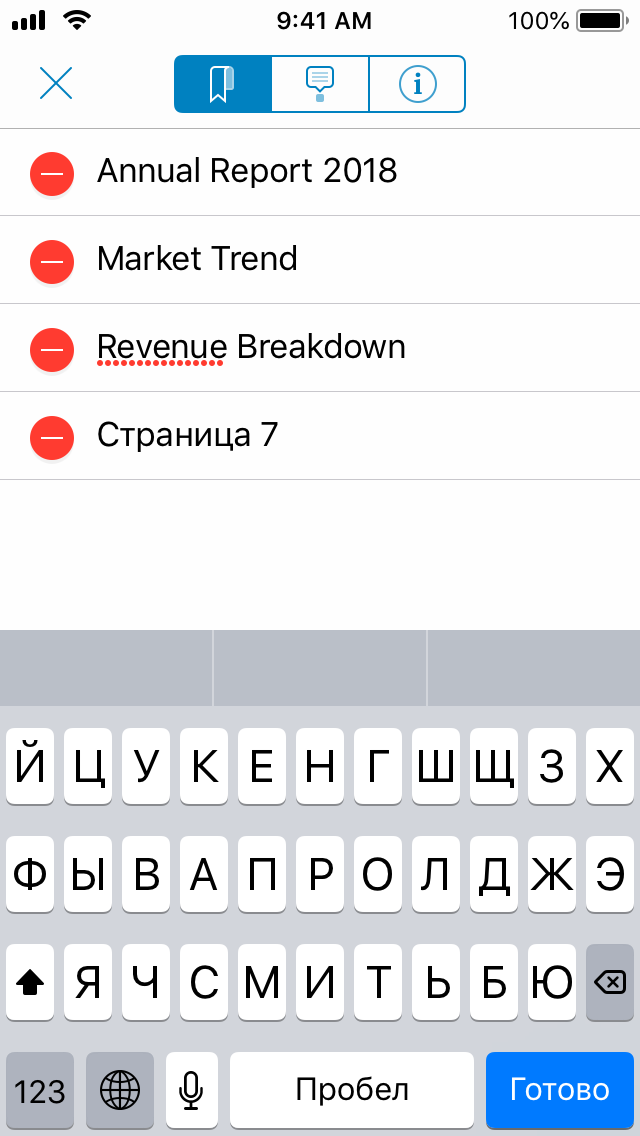 9:41 AM 100%
i
Annual Report 2018
Market Trend
Revenue Breakdown
Страница 7
Й Ц У К Е Н Г Ш Щ З Х
Ф Ы В А П Р О Л Д Ж Э
Я Ч С М И Т Ь Б Ю
123 Пробел Готово